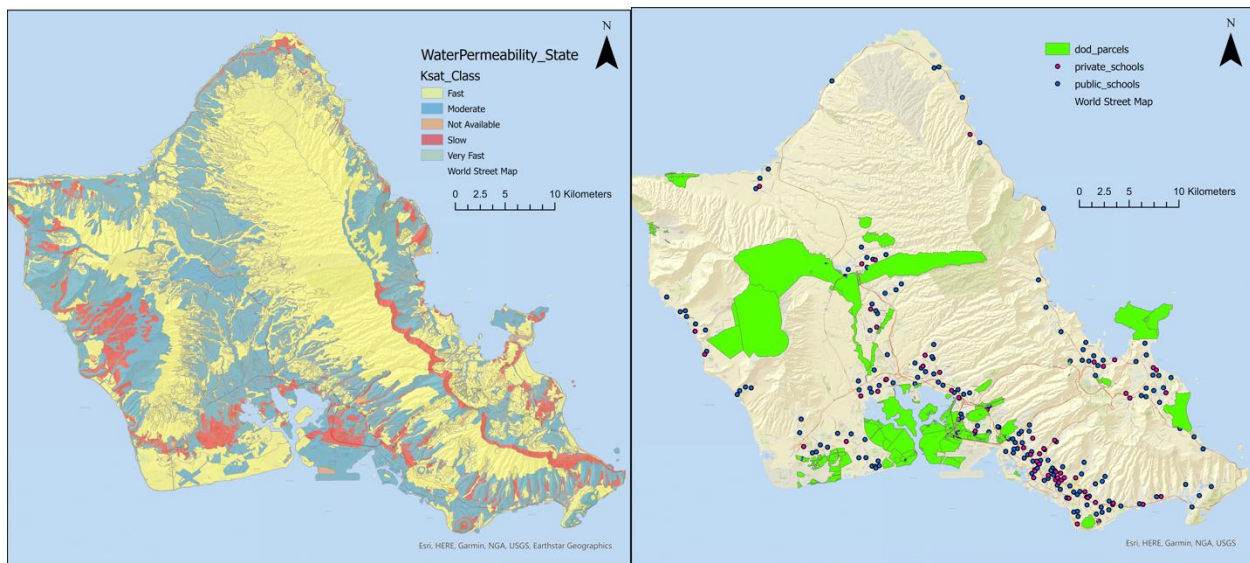 N
WaterPermeability_State
Ksat_Class
Fast
Moderate
Not Available
Slow
Very Fast
World Street Map
0 2.5 5 10 Kilometers
Esri, HERE, Garmin, NGA, USGS, Earthstar Geographics
N
dod_parcels
private_schools
public_schools
World Street Map
0 2.5 5 10 Kilometers
Esri, HERE, Garmin, NGA, USGS